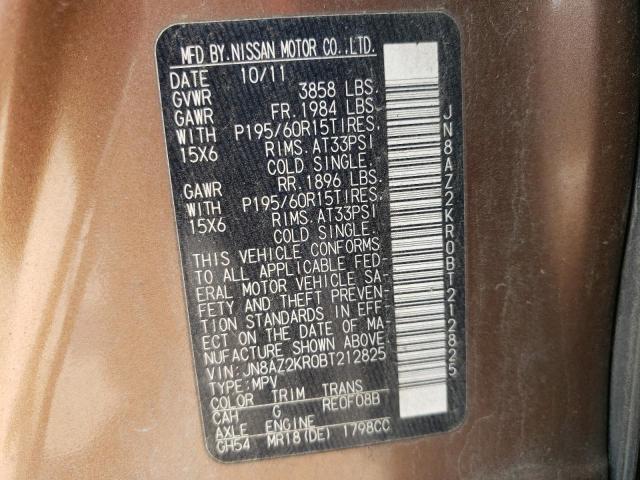 MFD BY.NISSAN MOTOR CO.,LTD.
DATE 10/11
GVWR 3858 LBS.
GAWR FR. 1984 LBS.
WITH P195/60R15TIRES.
15X6 RIMS. AT33PSI
COLD SINGLE.
GAWR RR. 1896 LBS.
WITH P195/60R15TIRES.
15X6 RIMS. AT33PSI
COLD SINGLE.
THIS VEHICLE CONFORMS
TO ALL APPLICABLE FED-
ERAL MOTOR VEHICLE SA-
FETY AND THEFT PREVEN-
TION STANDARDS IN EFF
ECT ON THE DATE OF MA
NUFACTURE SHOWN ABOVE.
VIN: JN8AZ2KR0BT212825
TYPE:MPV
COLOR TRIM TRANS
CAH G RE0F08B
AXLE ENGINE
GH54 MR18(DE) 1798CC
JN8AZ2KR0BT212825